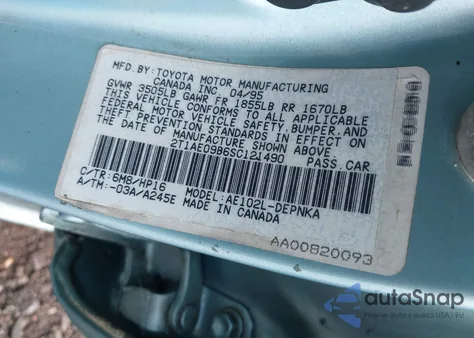 MFD.BY:TOYOTA MOTOR MANUFACTURING
CANADA INC. 04/95
GVWR 3505LB GAWR FR 1855LB RR 1670LB
THIS VEHICLE CONFORMS TO ALL APPLICABLE
FEDERAL MOTOR VEHICLE SAFETY,BUMPER,AND
THEFT PREVENTION STANDARDS IN EFFECT ON
THE DATE OF MANUFACTURE SHOWN ABOVE.
2T1AE09B6SC121490 PASS.CAR
C/TR:6M8/HP16 MODEL:AE102L-DEPNKA
A/TM:-03A/A245E MADE IN CANADA
AA00820093
autoSnap